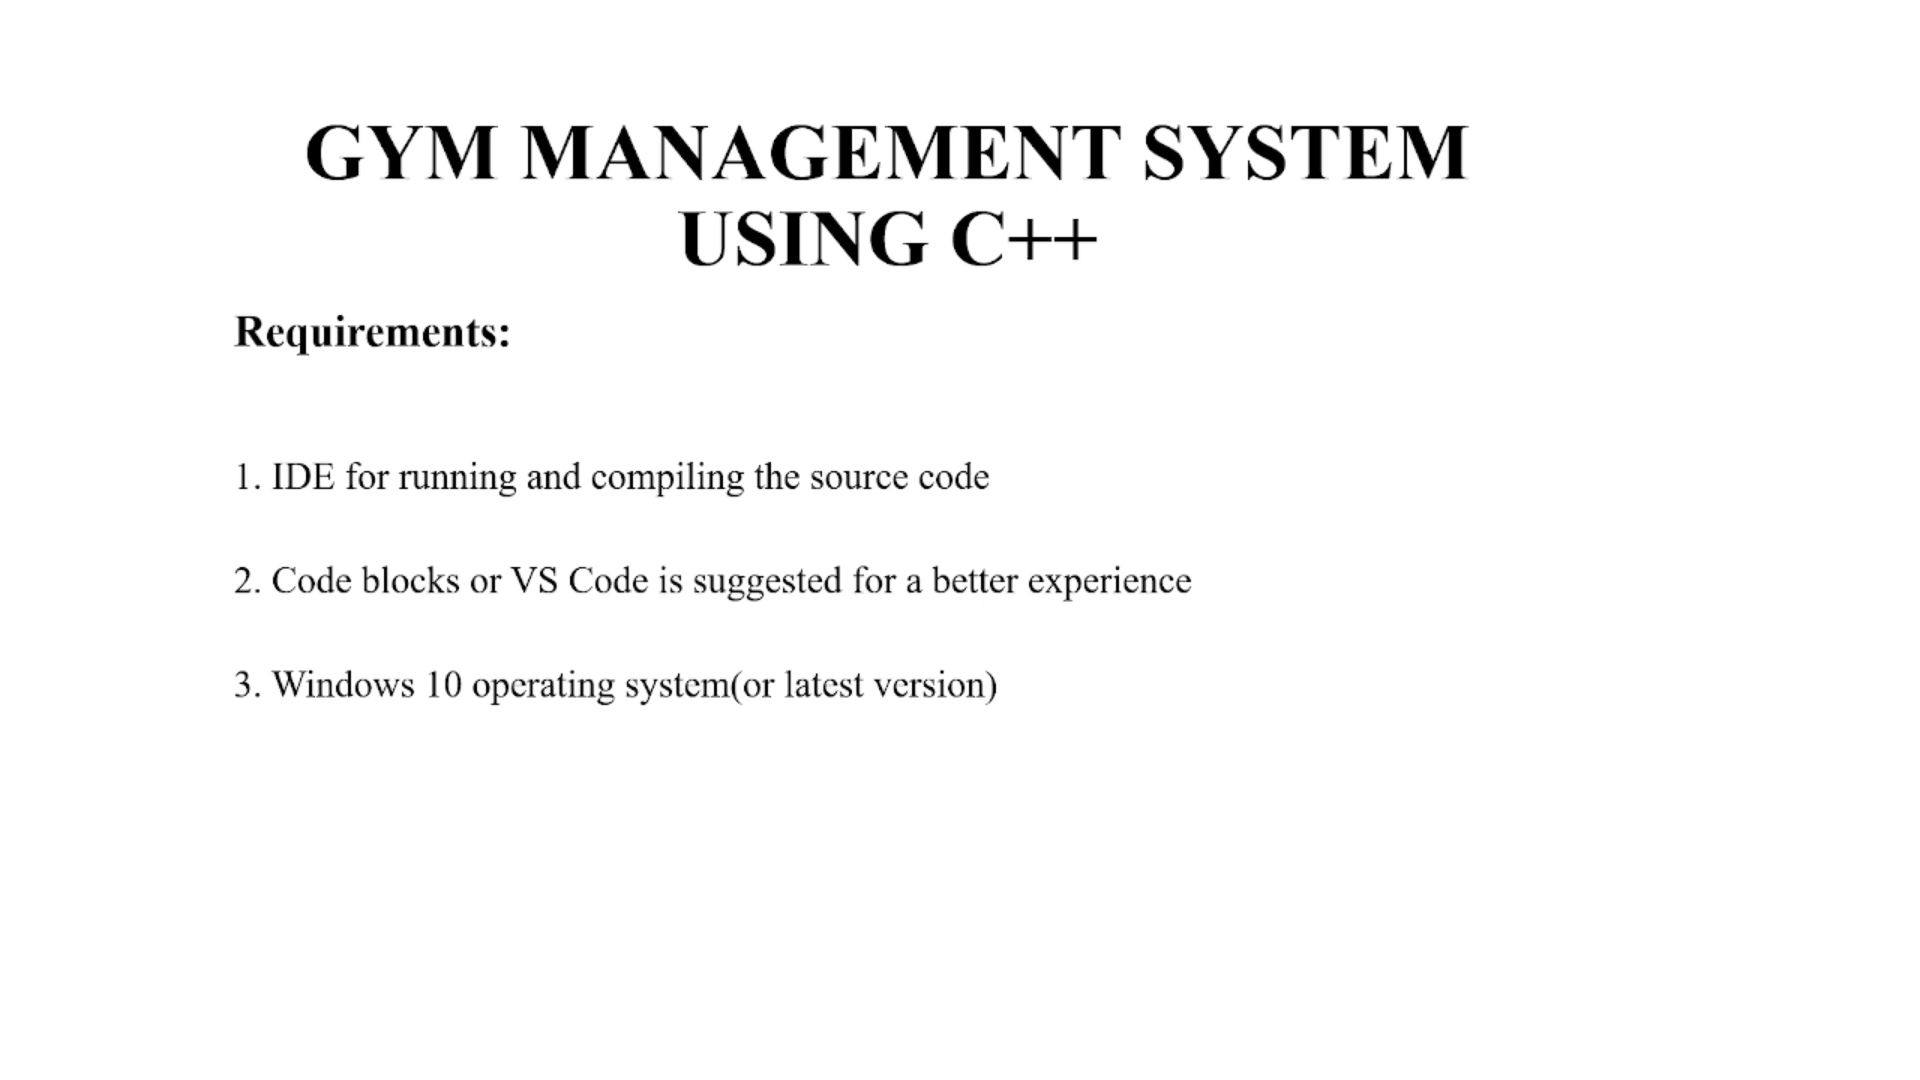 GYM MANAGEMENT SYSTEM
USING C++
Requirements:
1. IDE for running and compiling the source code
2. Code blocks or VS Code is suggested for a better experience
3. Windows 10 operating system(or latest version)